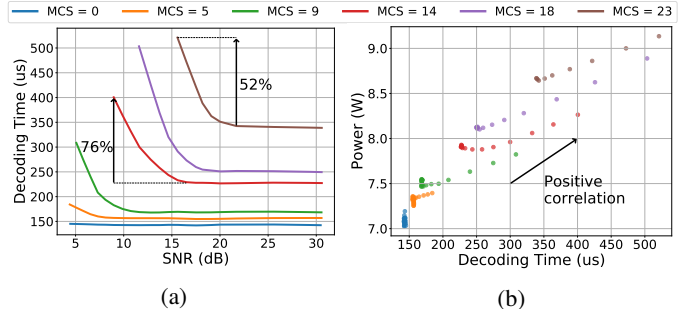 MCS = 0 MCS = 5 MCS = 9 MCS = 14 MCS = 18 MCS = 23
Decoding Time (us)
500
450
400
350
300
250
200
150
76%
52%
5 10 15 20 25 30
SNR (dB)
(a)
Power (W)
9.0
8.5
8.0
7.5
7.0
Positive
correlation
150 200 250 300 350 400 450 500
Decoding Time (us)
(b)